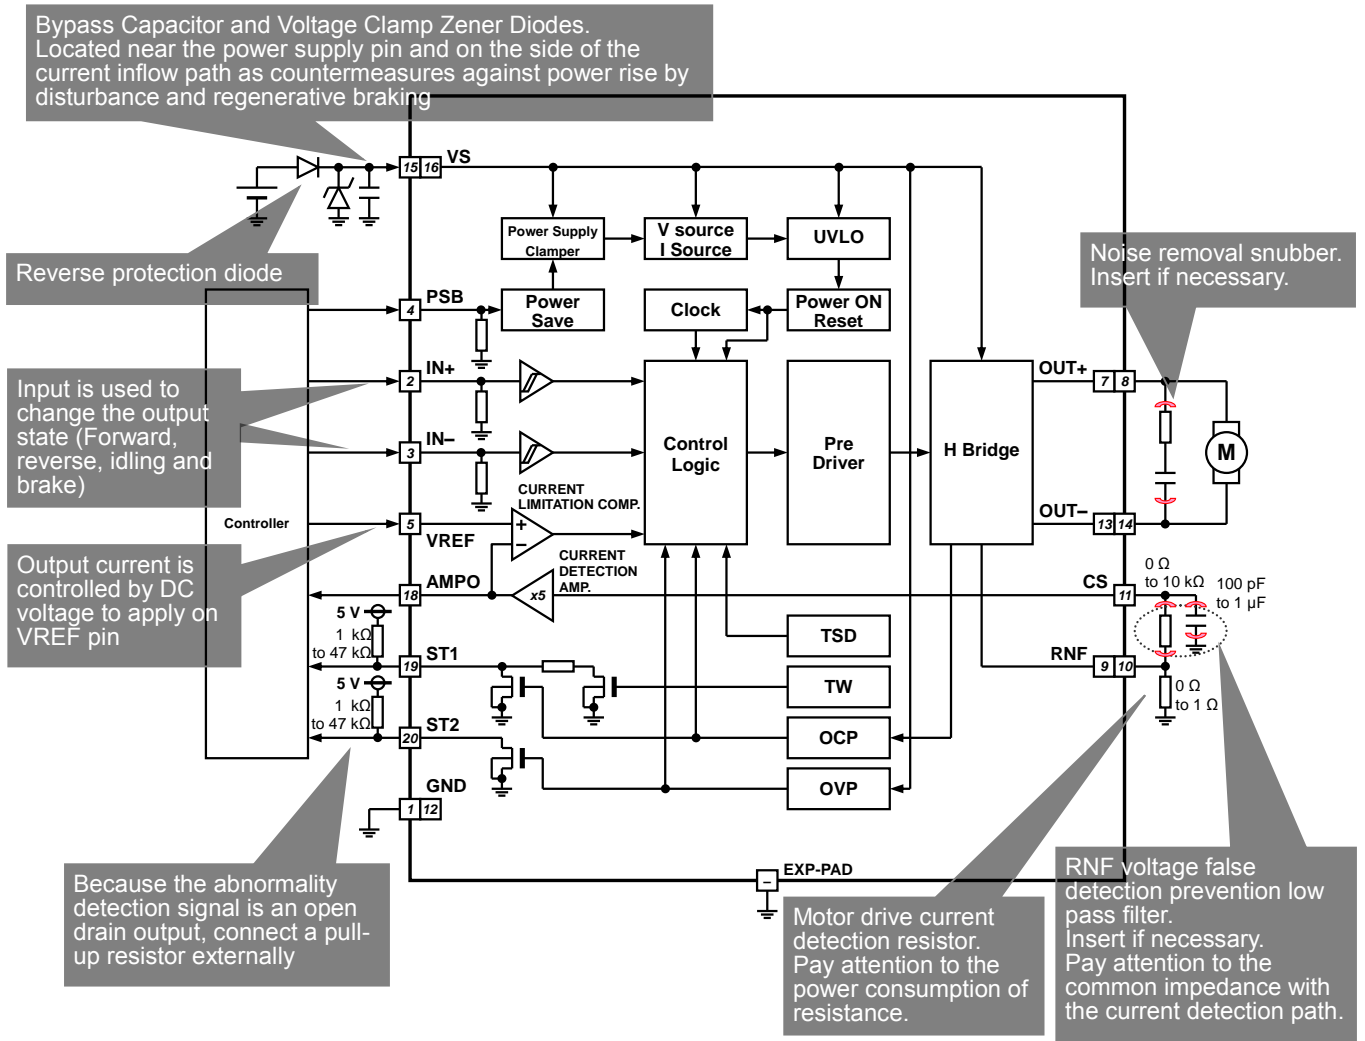 Bypass Capacitor and Voltage Clamp Zener Diodes.
Located near the power supply pin and on the side of the
current inflow path as countermeasures against power rise by
disturbance and regenerative braking
15 16
VS
Power Supply
Clamper
V source
I Source
UVLO
Reverse protection diode
Noise removal snubber.
Insert if necessary.
4
PSB
Power
Save
Clock
Power ON
Reset
Input is used to
change the output
state (Forward,
reverse, idling and
brake)
2
IN+
3
IN−
Control
Logic
Pre
Driver
H Bridge
OUT+
7 8
M
OUT−
13 14
CURRENT
LIMITATION COMP.
+
−
Controller
5
VREF
Output current is
controlled by DC
voltage to apply on
VREF pin
18
AMPO
x5
CURRENT
DETECTION
AMP.
CS
11
0 Ω
to 10 kΩ
100 pF
to 1 µF
5 V
1 kΩ
to 47 kΩ
19
ST1
TSD
RNF
9 10
TW
0 Ω
to 1 Ω
5 V
1 kΩ
to 47 kΩ
20
ST2
OCP
OVP
GND
1 12
EXP-PAD
−
Because the abnormality
detection signal is an open
drain output, connect a pull-
up resistor externally
Motor drive current
detection resistor.
Pay attention to the
power consumption of
resistance.
RNF voltage false
detection prevention low
pass filter.
Insert if necessary.
Pay attention to the
common impedance with
the current detection path.